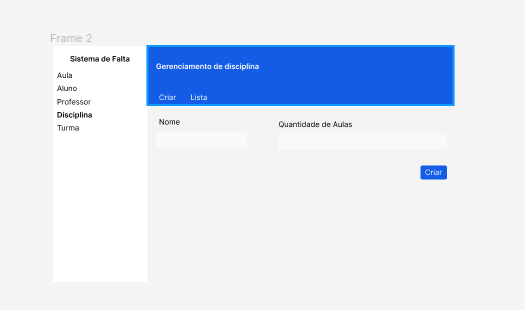 Frame 2
Sistema de Falta
Aula
Aluno
Professor
Disciplina
Turma
Gerenciamento de disciplina
Criar Lista
Nome
Quantidade de Aulas
Criar